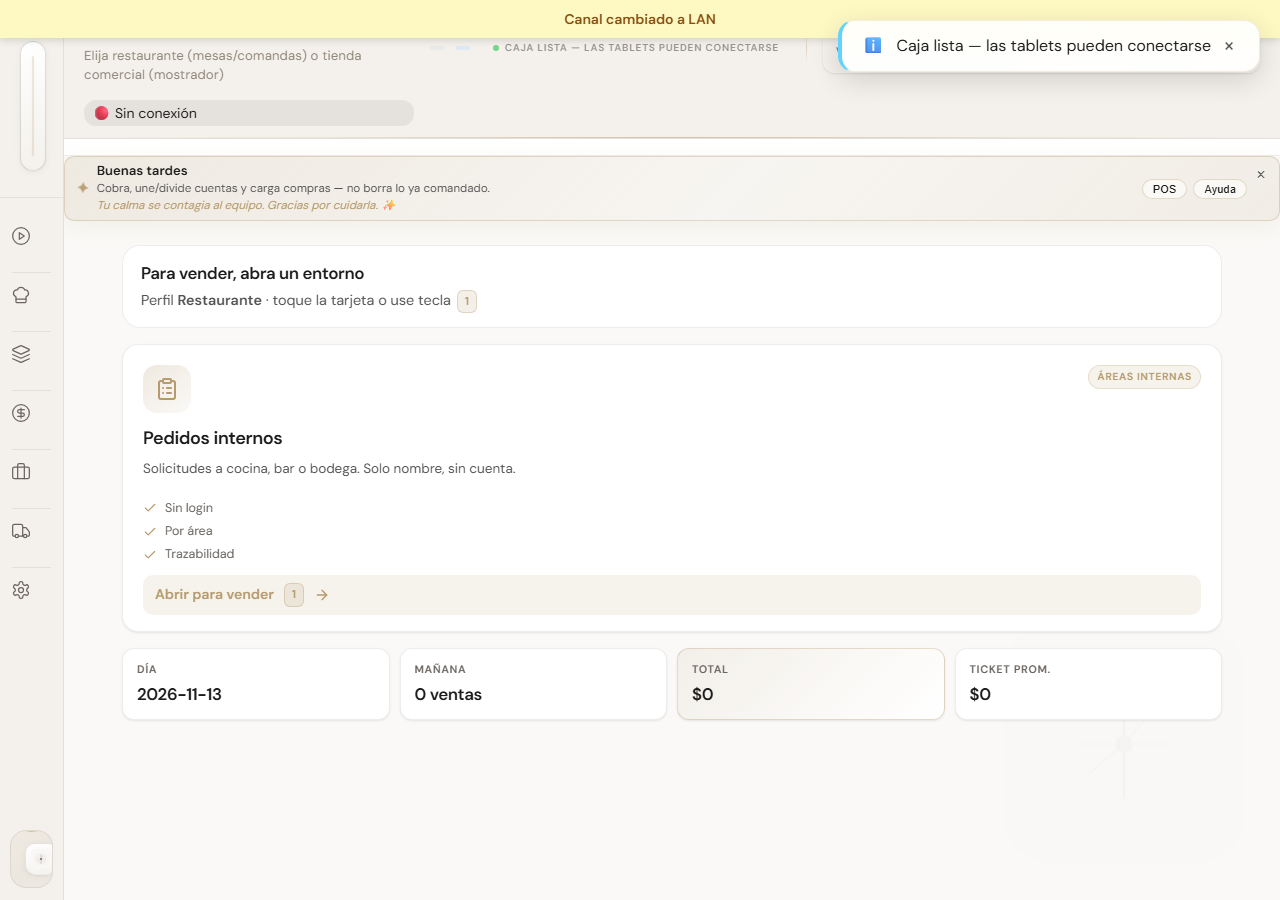 Canal cambiado a LAN
Caja lista — las tablets pueden conectarse ×
Elija restaurante (mesas/comandos) o tienda
comercial (mostrador)
CAJA LISTA — LAS TABLETS PUEDEN CONECTARSE
Sin conexión
Buenas tardes
Cobra, une/divide cuentas y carga compras — no borra lo ya comandado.
Tu calma se contagia al equipo. Gracias por cuidarla. ✨
POS
Ayuda
×
Para vender, abra un entorno
Perfil Restaurante · toque la tarjeta o use tecla 1
ÁREAS INTERNAS
Pedidos internos
Solicitudes a cocina, bar o bodega. Solo nombre, sin cuenta.
Sin login
Por área
Trazabilidad
Abrir para vender 1 →
DÍA
2026-11-13
MAÑANA
0 ventas
TOTAL
$0
TICKET PROM.
$0